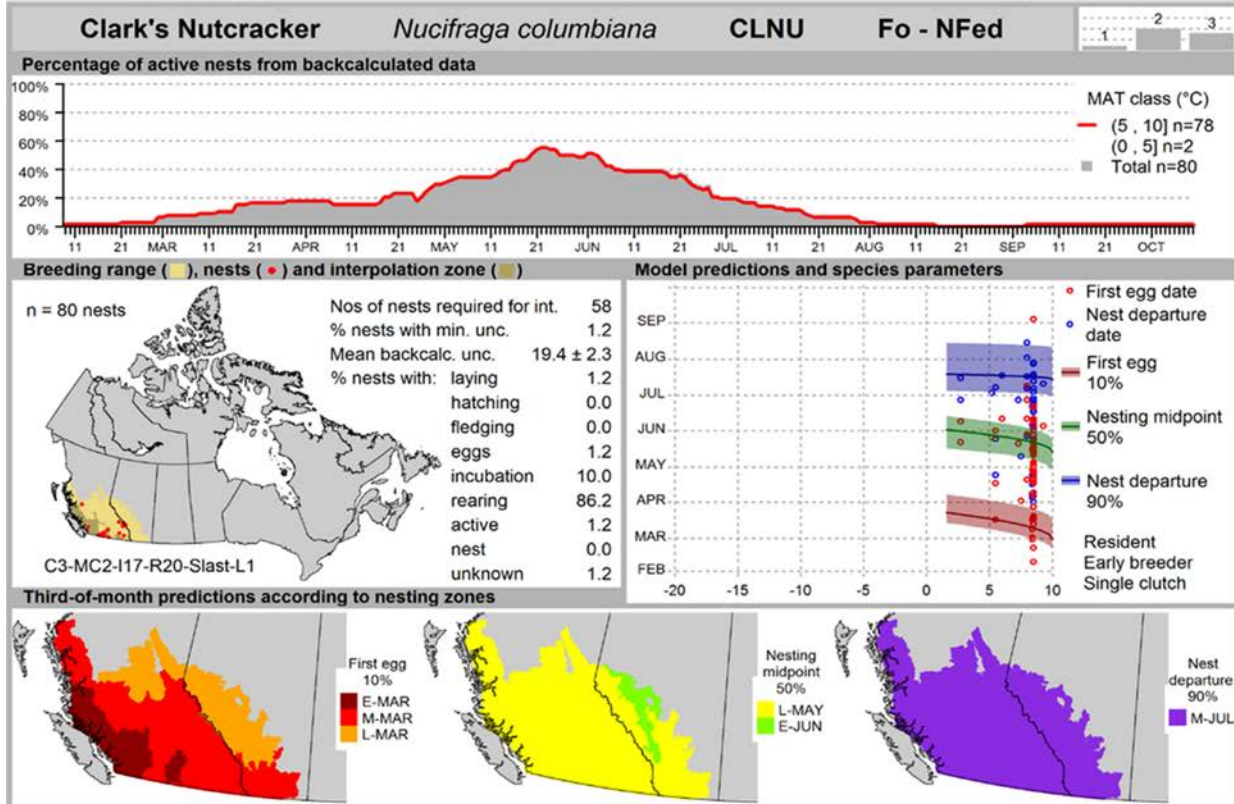 Clark's Nutcracker Nucifraga columbiana CLNU Fo - NFed
1 2 3
Percentage of active nests from backcalculated data
100%
80%
60%
40%
20%
0%
11 21 MAR 11 21 APR 11 21 MAY 11 21 JUN 11 21 JUL 11 21 AUG 11 21 SEP 11 21 OCT
MAT class (°C)
(5 , 10] n=78
(0 , 5] n=2
Total n=80
Breeding range ( ), nests ( ) and interpolation zone ( )
n = 80 nests
Nos of nests required for int. 58
% nests with min. unc. 1.2
Mean backcalc. unc. 19.4 ± 2.3
% nests with: laying 1.2
hatching 0.0
fledging 0.0
eggs 1.2
incubation 10.0
rearing 86.2
active 1.2
nest 0.0
unknown 1.2
C3-MC2-I17-R20-Slast-L1
Model predictions and species parameters
SEP
AUG
JUL
JUN
MAY
APR
MAR
FEB
-20 -15 -10 -5 0 5 10
First egg date
Nest departure
date
First egg
10%
Nesting midpoint
50%
Nest departure
90%
Resident
Early breeder
Single clutch
Third-of-month predictions according to nesting zones
First egg
10%
E-MAR
M-MAR
L-MAR
Nesting
midpoint
50%
L-MAY
E-JUN
Nest
departure
90%
M-JUL